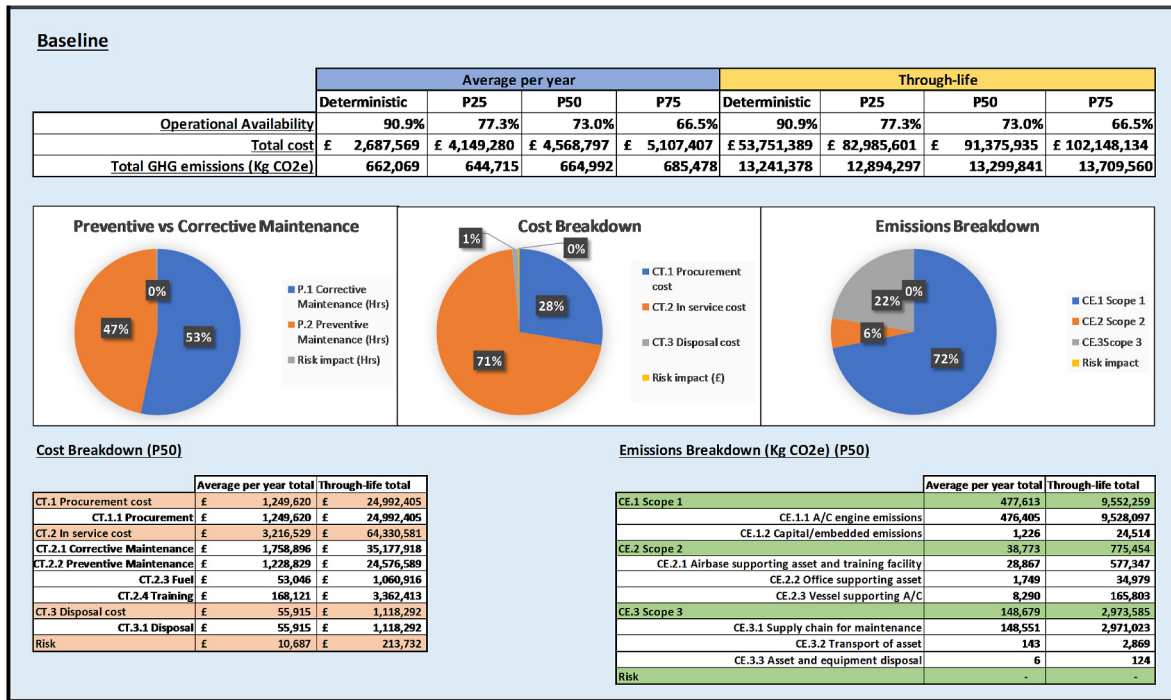 Baseline
Average per year Through-life
Deterministic P25 P50 P75 Deterministic P25 P50 P75
Operational Availability 90.9% 77.3% 73.0% 66.5% 90.9% 77.3% 73.0% 66.5%
Total cost £ 2,687,569 £ 4,149,280 £ 4,568,797 £ 5,107,407 £ 53,751,389 £ 82,985,601 £ 91,375,935 £ 102,148,134
Total GHG emissions (Kg CO2e) 662,069 644,715 664,992 685,478 13,241,378 12,894,297 13,299,841 13,709,560
Preventive vs Corrective Maintenance
0%
47%
53%
P.1 Corrective
Maintenance (Hrs)
P.2 Preventive
Maintenance (Hrs)
Risk impact (Hrs)
Cost Breakdown
1%
0%
28%
71%
CT.1 Procurement
cost
CT.2 In service cost
CT.3 Disposal cost
Risk impact (£)
Emissions Breakdown
0%
22%
6%
72%
CE.1 Scope 1
CE.2 Scope 2
CE.3Scope 3
Risk impact
Cost Breakdown (P50)
Average per year total Through-life total
CT.1 Procurement cost £ 1,249,620 £ 24,992,405
CT.1.1 Procurement £ 1,249,620 £ 24,992,405
CT.2 In service cost £ 3,216,529 £ 64,330,581
CT.2.1 Corrective Maintenance £ 1,758,896 £ 35,177,918
CT.2.2 Preventive Maintenance £ 1,228,829 £ 24,576,589
CT.2.3 Fuel £ 53,046 £ 1,060,916
CT.2.4 Training £ 168,121 £ 3,362,413
CT.3 Disposal cost £ 55,915 £ 1,118,292
CT.3.1 Disposal £ 55,915 £ 1,118,292
Risk £ 10,687 £ 213,732
Emissions Breakdown (Kg CO2e) (P50)
Average per year total Through-life total
CE.1 Scope 1 477,613 9,552,259
CE.1.1 A/C engine emissions 476,405 9,528,097
CE.1.2 Capital/embedded emissions 1,226 24,514
CE.2 Scope 2 38,773 775,454
CE.2.1 Airbase supporting asset and training facility 28,867 577,347
CE.2.2 Office supporting asset 1,749 34,979
CE.2.3 Vessel supporting A/C 8,290 165,803
CE.3 Scope 3 148,679 2,973,585
CE.3.1 Supply chain for maintenance 148,551 2,971,023
CE.3.2 Transport of asset 143 2,869
CE.3.3 Asset and equipment disposal 6 124
Risk - -